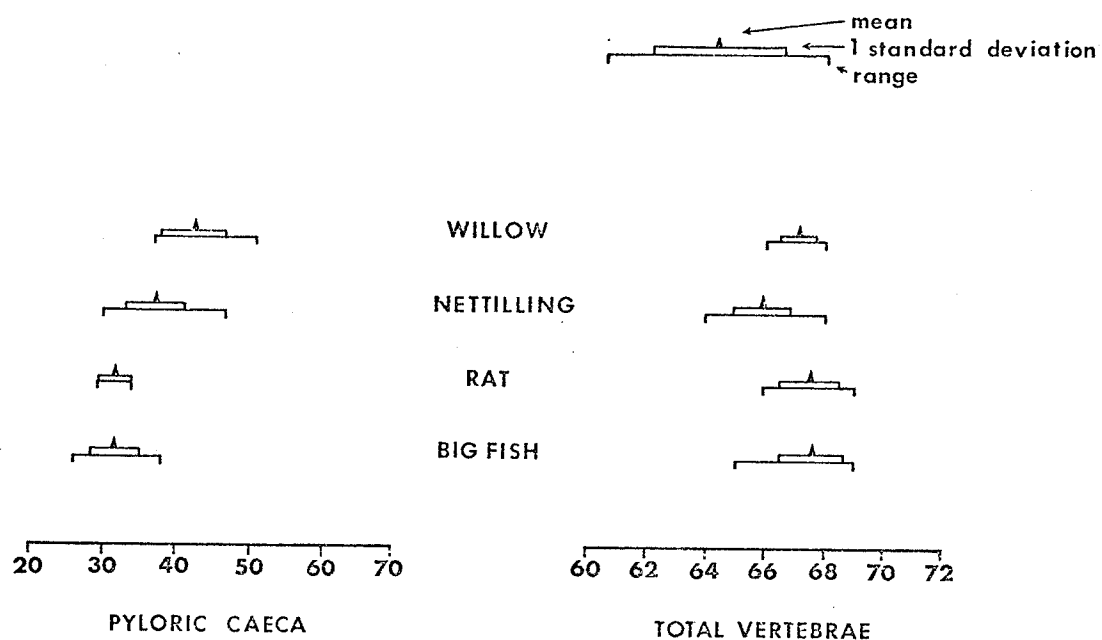 mean
1 standard deviation
range
WILLOW
NETTILLING
RAT
BIG FISH
20 30 40 50 60 70
60 62 64 66 68 70 72
PYLORIC CAECA
TOTAL VERTEBRAE